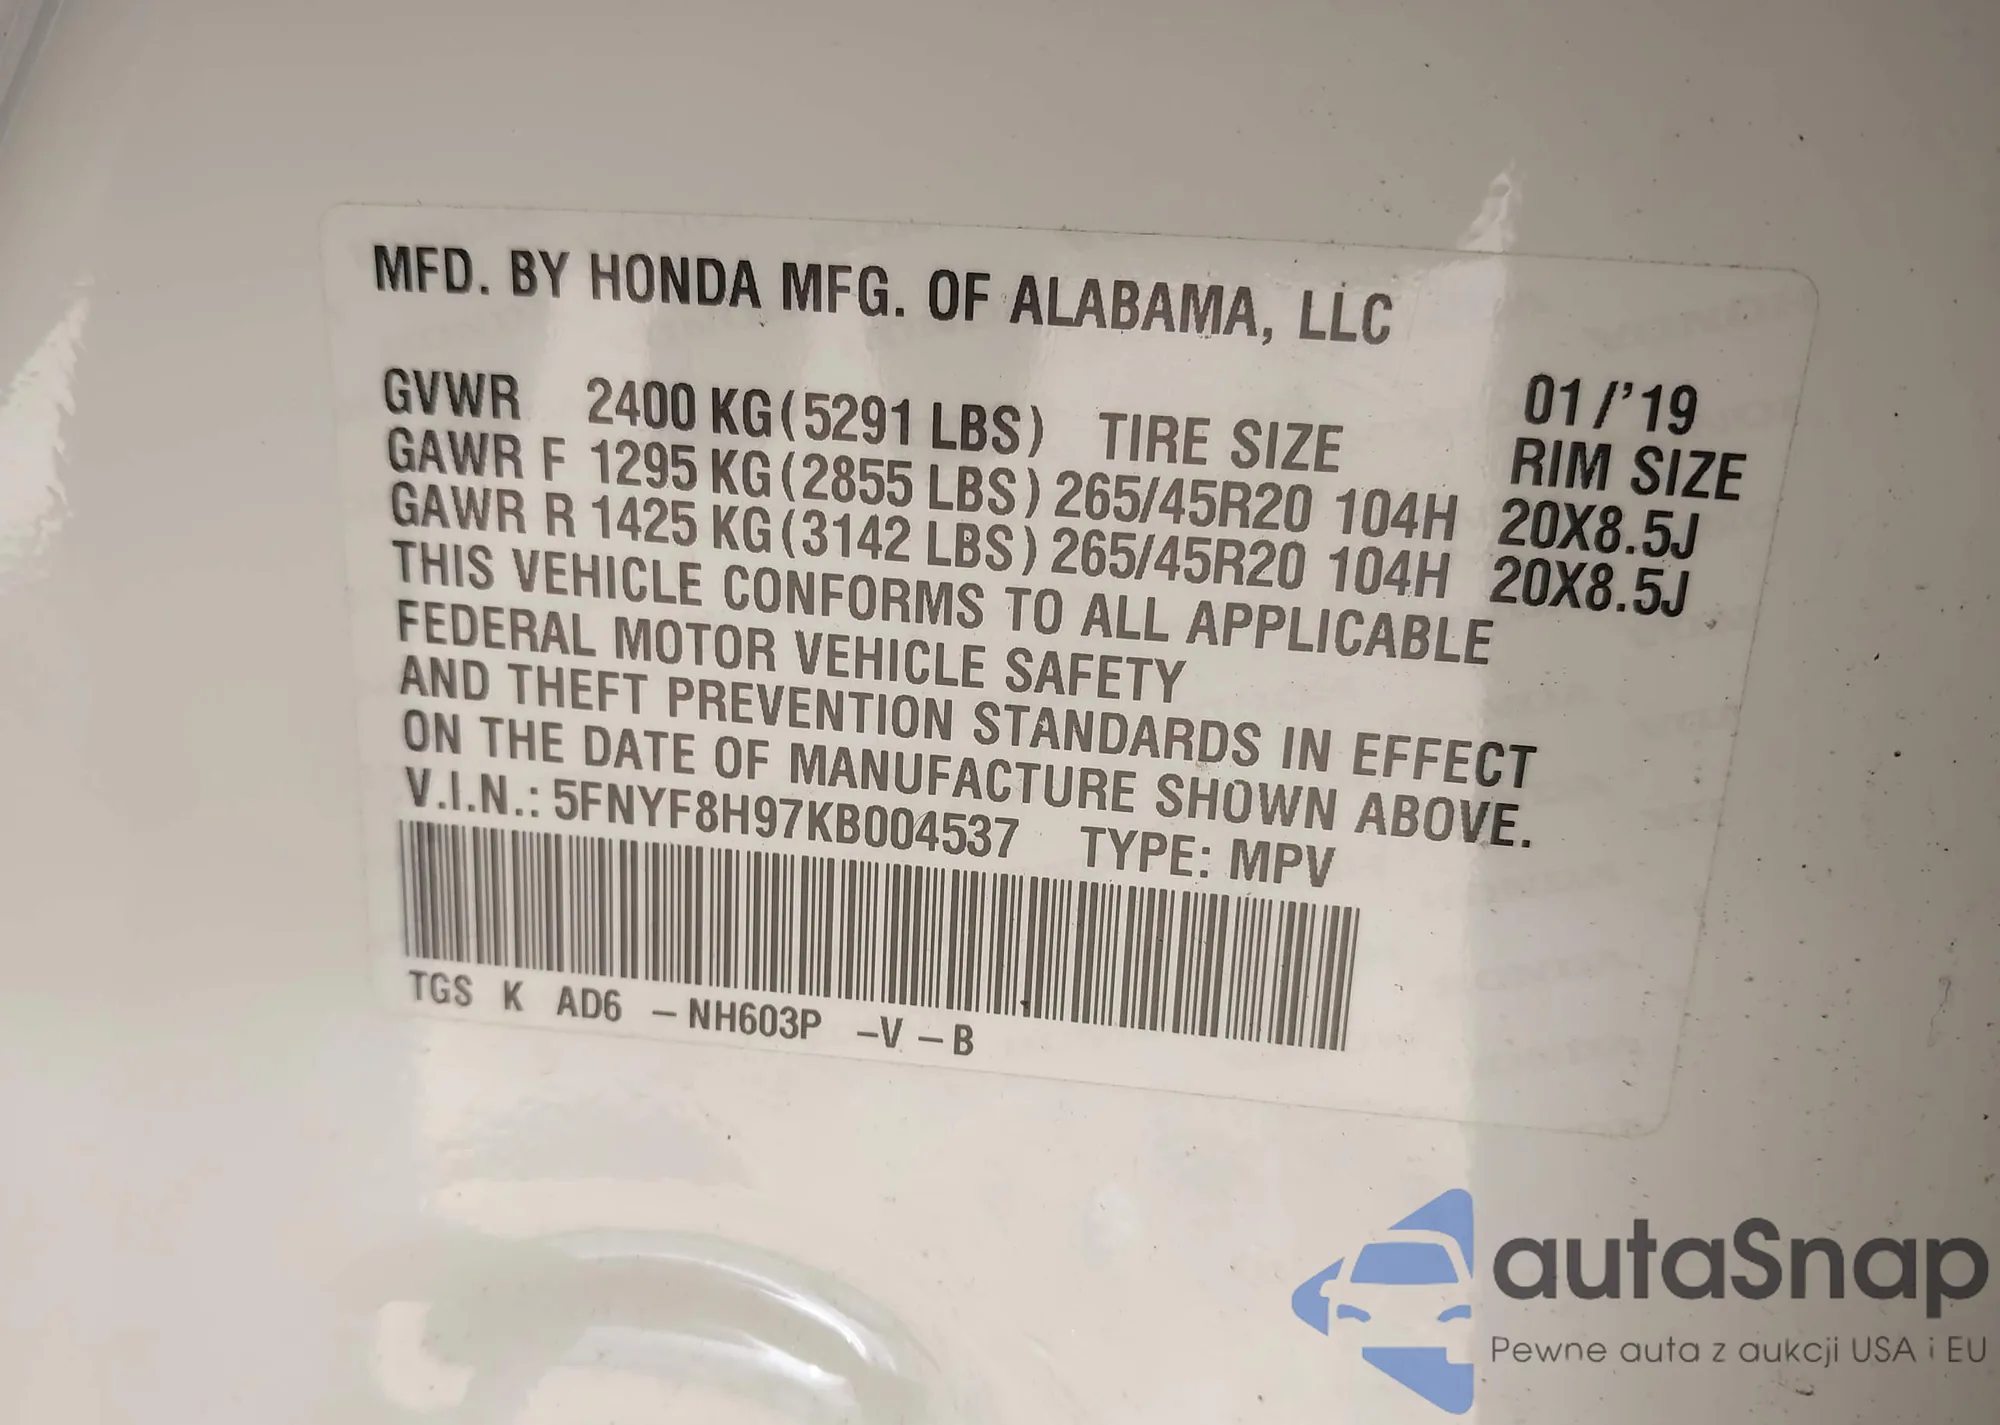 MFD. BY HONDA MFG. OF ALABAMA, LLC
01/'19
GVWR 2400 KG(5291 LBS) TIRE SIZE RIM SIZE
GAWR F 1295 KG(2855 LBS) 265/45R20 104H 20X8.5J
GAWR R 1425 KG(3142 LBS) 265/45R20 104H 20X8.5J
THIS VEHICLE CONFORMS TO ALL APPLICABLE
FEDERAL MOTOR VEHICLE SAFETY
AND THEFT PREVENTION STANDARDS IN EFFECT
ON THE DATE OF MANUFACTURE SHOWN ABOVE.
V.I.N.: 5FNYF8H97KB004537 TYPE: MPV
TGS K AD6 –NH603P –V –B
autaSnap
Pewne auta z aukcji USA i EU